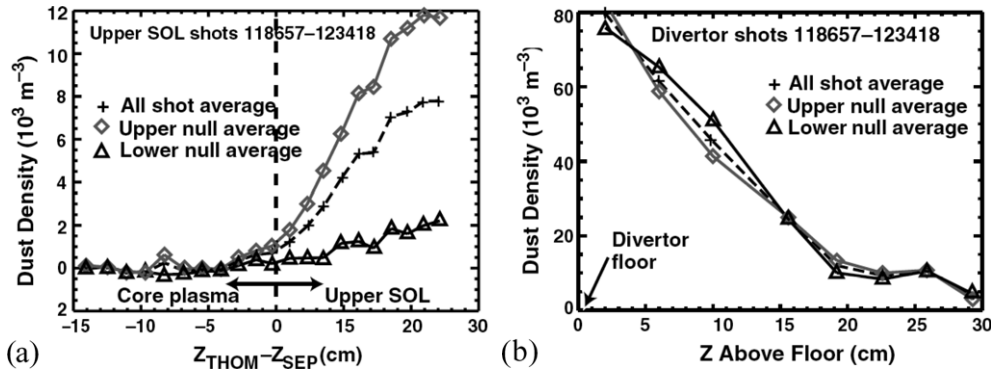 12
10
8
6
4
2
0
2
Dust Density (10³ m⁻³)
Upper SOL shots 118657–123418
All shot average
Upper null average
Lower null average
Core plasma
Upper SOL
–15
–10
–5
0
15
20
30
Z_THOM–Z_SEP(cm)
(a)
80
60
40
20
0
Dust Density (10³ m⁻³)
Divertor shots 118657–123418
All shot average
Upper null average
Lower null average
Divertor
floor
0
5
10
15
20
25
30
Z Above Floor (cm)
(b)